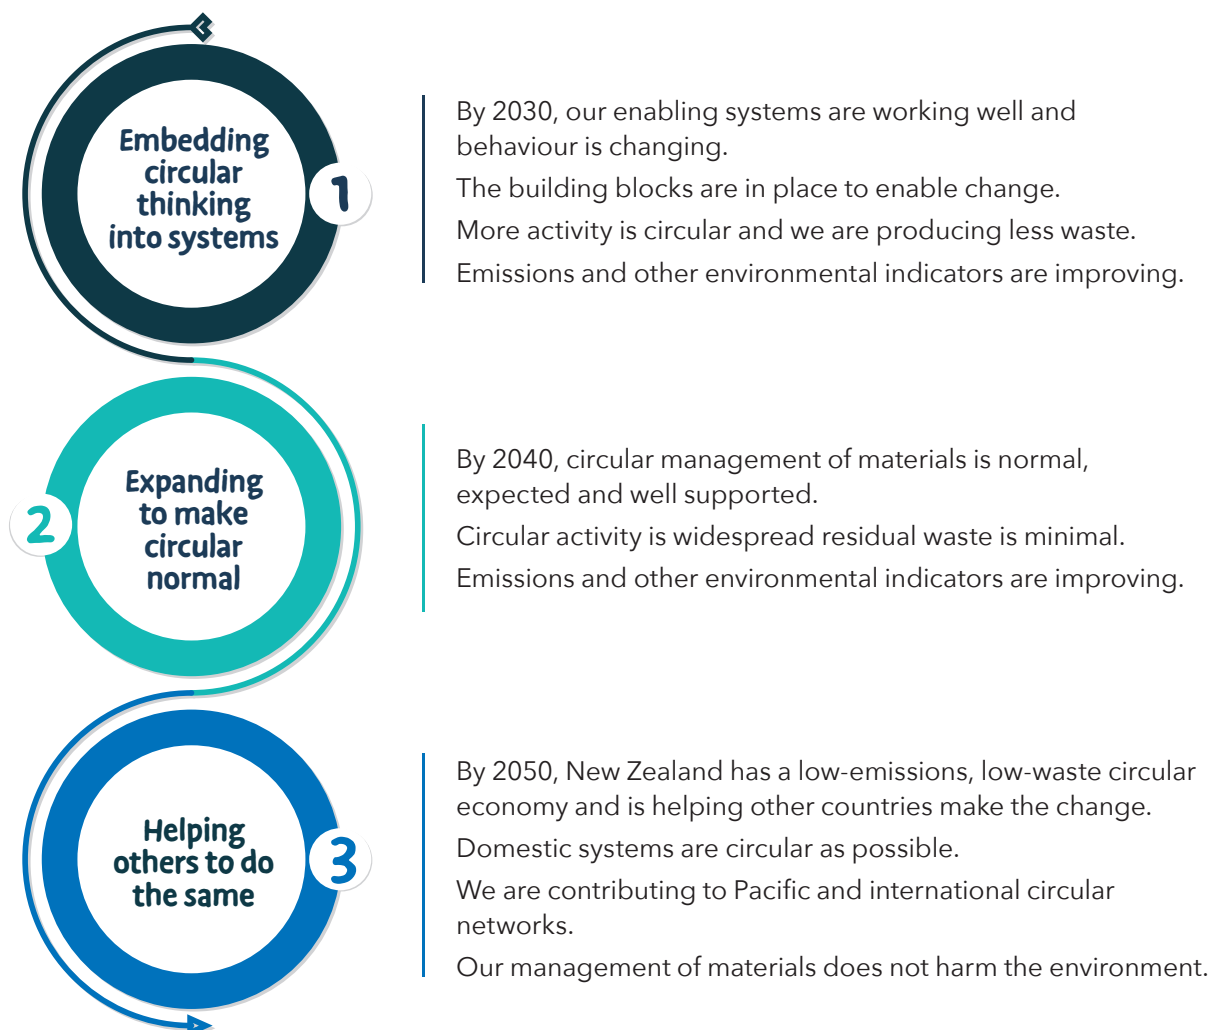 Embedding
circular
thinking
into systems
1
By 2030, our enabling systems are working well and
behaviour is changing.
The building blocks are in place to enable change.
More activity is circular and we are producing less waste.
Emissions and other environmental indicators are improving.
Expanding
to make
circular
normal
2
By 2040, circular management of materials is normal,
expected and well supported.
Circular activity is widespread residual waste is minimal.
Emissions and other environmental indicators are improving.
Helping
others to do
the same
3
By 2050, New Zealand has a low-emissions, low-waste circular
economy and is helping other countries make the change.
Domestic systems are circular as possible.
We are contributing to Pacific and international circular
networks.
Our management of materials does not harm the environment.